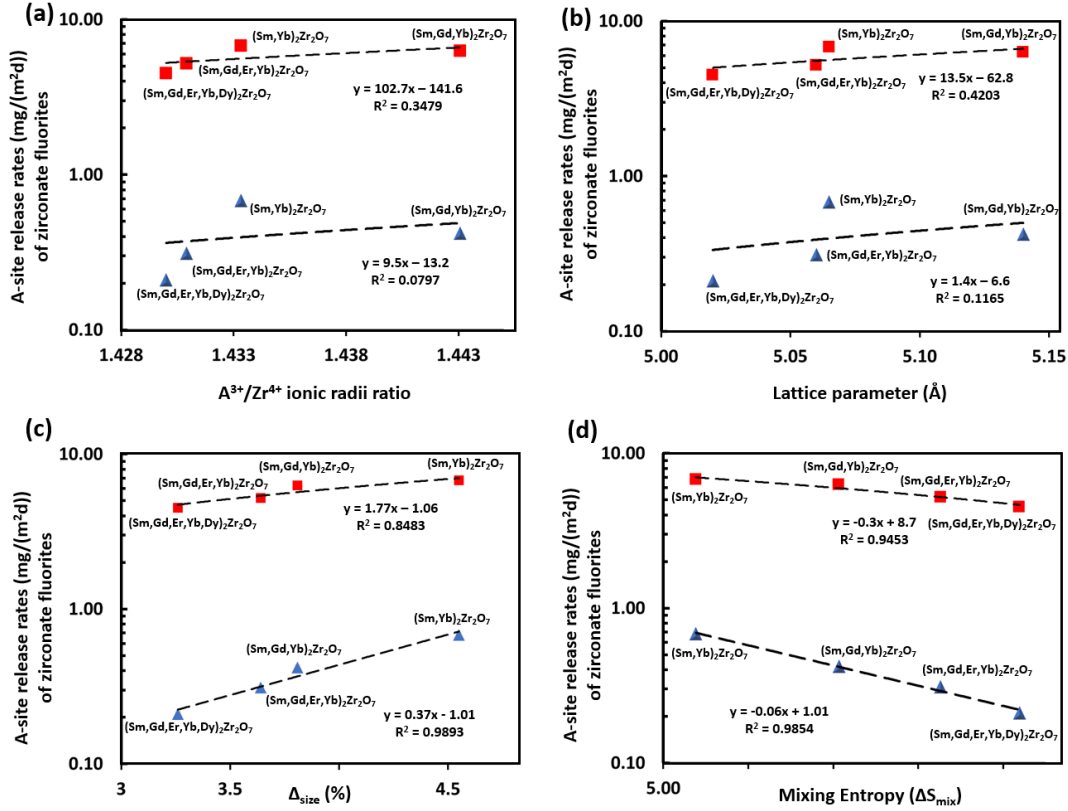 (a)
A-site release rates (mg/(m²d))
of zirconate fluorites
10.00
1.00
0.10
(Sm,Yb)₂Zr₂O₇
(Sm,Gd,Yb)₂Zr₂O₇
(Sm,Gd,Er,Yb)₂Zr₂O₇
(Sm,Gd,Er,Yb,Dy)₂Zr₂O₇
y = 102.7x − 141.6
R² = 0.3479
(Sm,Yb)₂Zr₂O₇
(Sm,Gd,Yb)₂Zr₂O₇
(Sm,Gd,Er,Yb)₂Zr₂O₇
y = 9.5x − 13.2
R² = 0.0797
(Sm,Gd,Er,Yb,Dy)₂Zr₂O₇
1.428
1.433
1.438
1.443
A³⁺/Zr⁴⁺ ionic radii ratio
(b)
A-site release rates (mg/(m²d))
of zirconate fluorites
10.00
1.00
0.10
(Sm,Yb)₂Zr₂O₇
(Sm,Gd,Yb)₂Zr₂O₇
(Sm,Gd,Er,Yb)₂Zr₂O₇
(Sm,Gd,Er,Yb,Dy)₂Zr₂O₇
y = 13.5x − 62.8
R² = 0.4203
(Sm,Yb)₂Zr₂O₇
(Sm,Gd,Yb)₂Zr₂O₇
(Sm,Gd,Er,Yb)₂Zr₂O₇
y = 1.4x − 6.6
R² = 0.1165
(Sm,Gd,Er,Yb,Dy)₂Zr₂O₇
5.00
5.05
5.10
5.15
Lattice parameter (Å)
(c)
A-site release rates (mg/(m²d))
of zirconate fluorites
10.00
1.00
0.10
(Sm,Yb)₂Zr₂O₇
(Sm,Gd,Yb)₂Zr₂O₇
(Sm,Gd,Er,Yb)₂Zr₂O₇
(Sm,Gd,Er,Yb,Dy)₂Zr₂O₇
y = 1.77x − 1.06
R² = 0.8483
(Sm,Yb)₂Zr₂O₇
(Sm,Gd,Yb)₂Zr₂O₇
(Sm,Gd,Er,Yb)₂Zr₂O₇
(Sm,Gd,Er,Yb,Dy)₂Zr₂O₇
y = 0.37x - 1.01
R² = 0.9893
3
3.5
4
4.5
Δsize (%)
(d)
A-site release rates (mg/(m²d))
of zirconate fluorites
10.00
1.00
0.10
(Sm,Gd,Yb)₂Zr₂O₇
(Sm,Gd,Er,Yb)₂Zr₂O₇
(Sm,Yb)₂Zr₂O₇
(Sm,Gd,Er,Yb,Dy)₂Zr₂O₇
y = -0.3x + 8.7
R² = 0.9453
(Sm,Yb)₂Zr₂O₇
(Sm,Gd,Yb)₂Zr₂O₇
(Sm,Gd,Er,Yb)₂Zr₂O₇
y = -0.06x + 1.01
R² = 0.9854
(Sm,Gd,Er,Yb,Dy)₂Zr₂O₇
5.00
Mixing Entropy (ΔSmix)